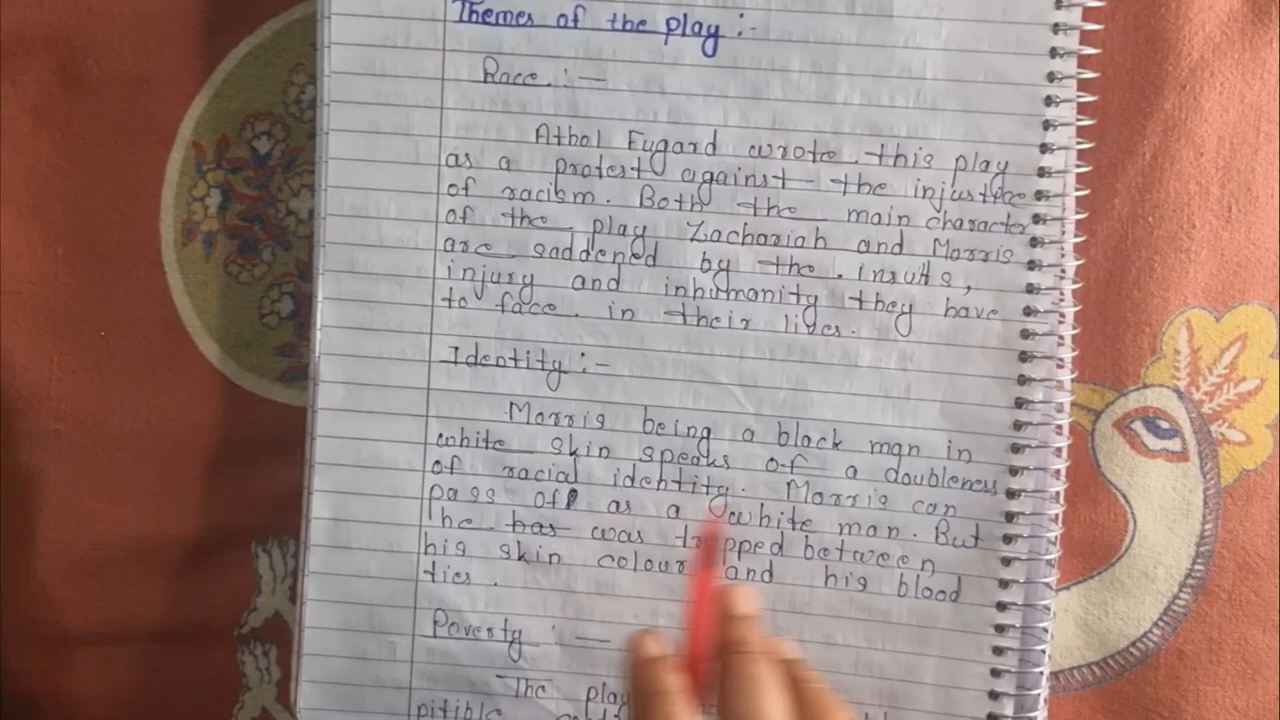 Themes of the play :-
Race :-
Athol Fugard wrote this play
as a protest against the injustice
of racism. Both the main character
of the play Zachariah and Morris
are saddened by the insults,
injury and inhumanity they have
to face in their lives.
Identity :-
Morris being a black man in
white skin speaks of a doubleness
of racial identity. Morris can
pass off as a white man. But
he has was trapped between
his skin colour and his blood
ties.
Poverty :-
The play
pitible